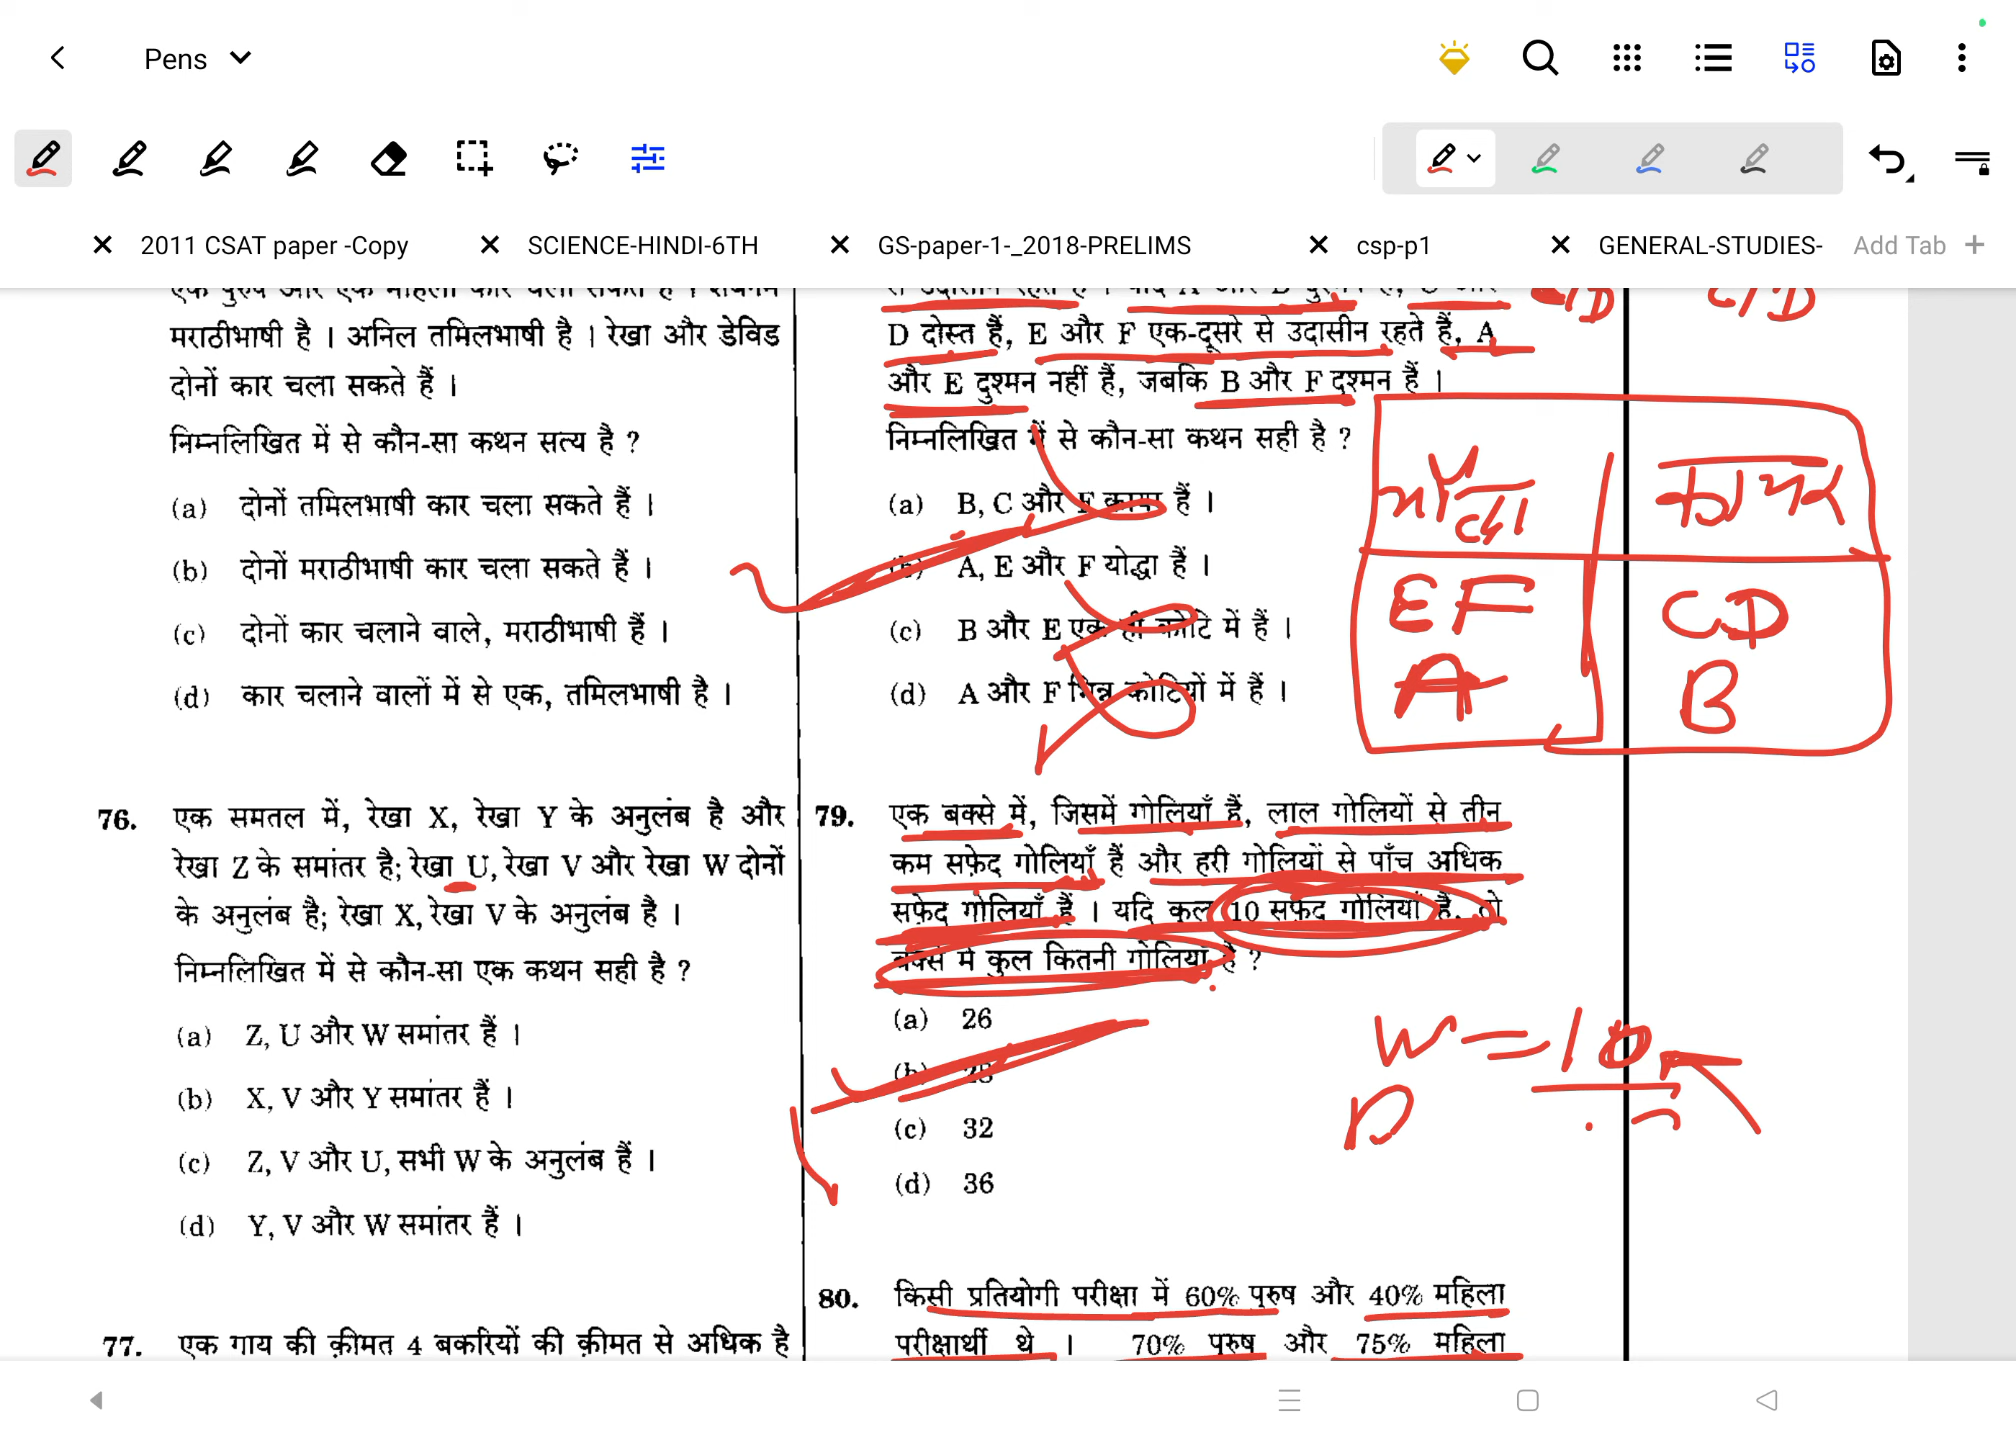 Pens
2011 CSAT paper -Copy
SCIENCE-HINDI-6TH
GS-paper-1-_2018-PRELIMS
csp-p1
GENERAL-STUDIES-
Add Tab +
मराठीभाषी है । अनिल तमिलभाषी है । रेखा और डेविड
दोनों कार चला सकते हैं ।
निम्नलिखित में से कौन-सा कथन सत्य है ?
(a) दोनों तमिलभाषी कार चला सकते हैं ।
(b) दोनों मराठीभाषी कार चला सकते हैं ।
(c) दोनों कार चलाने वाले, मराठीभाषी हैं ।
(d) कार चलाने वालों में से एक, तमिलभाषी है ।
76. एक समतल में, रेखा X, रेखा Y के अनुलंब है और
रेखा Z के समांतर है; रेखा U, रेखा V और रेखा W दोनों
के अनुलंब है; रेखा X, रेखा V के अनुलंब है ।
निम्नलिखित में से कौन-सा एक कथन सही है ?
(a) Z, U और W समांतर हैं ।
(b) X, V और Y समांतर हैं ।
(c) Z, V और U, सभी W के अनुलंब हैं ।
(d) Y, V और W समांतर हैं ।
77. एक गाय की क़ीमत 4 बकरियों की क़ीमत से अधिक है
D दोस्त हैं, E और F एक-दूसरे से उदासीन रहते हैं, A
और E दुश्मन नहीं हैं, जबकि B और F दुश्मन हैं ।
निम्नलिखित में से कौन-सा कथन सही है ?
(a) B, C और F कायर हैं ।
(b) A, E और F योद्धा हैं ।
(c) B और E एक ही कोटि में हैं ।
(d) A और F भिन्न कोटियों में हैं ।
कायर
EF
CD
A
B
79. एक बक्से में, जिसमें गोलियाँ हैं, लाल गोलियों से तीन
कम सफ़ेद गोलियाँ हैं और हरी गोलियों से पाँच अधिक
सफ़ेद गोलियाँ हैं । यदि कुल 10 सफ़ेद गोलियाँ हैं, तो
बक्से में कुल कितनी गोलियाँ हैं ?
(a) 26
(b) 28
(c) 32
(d) 36
W = 10
80. किसी प्रतियोगी परीक्षा में 60% पुरुष और 40% महिला
परीक्षार्थी थे । 70% पुरुष और 75% महिला